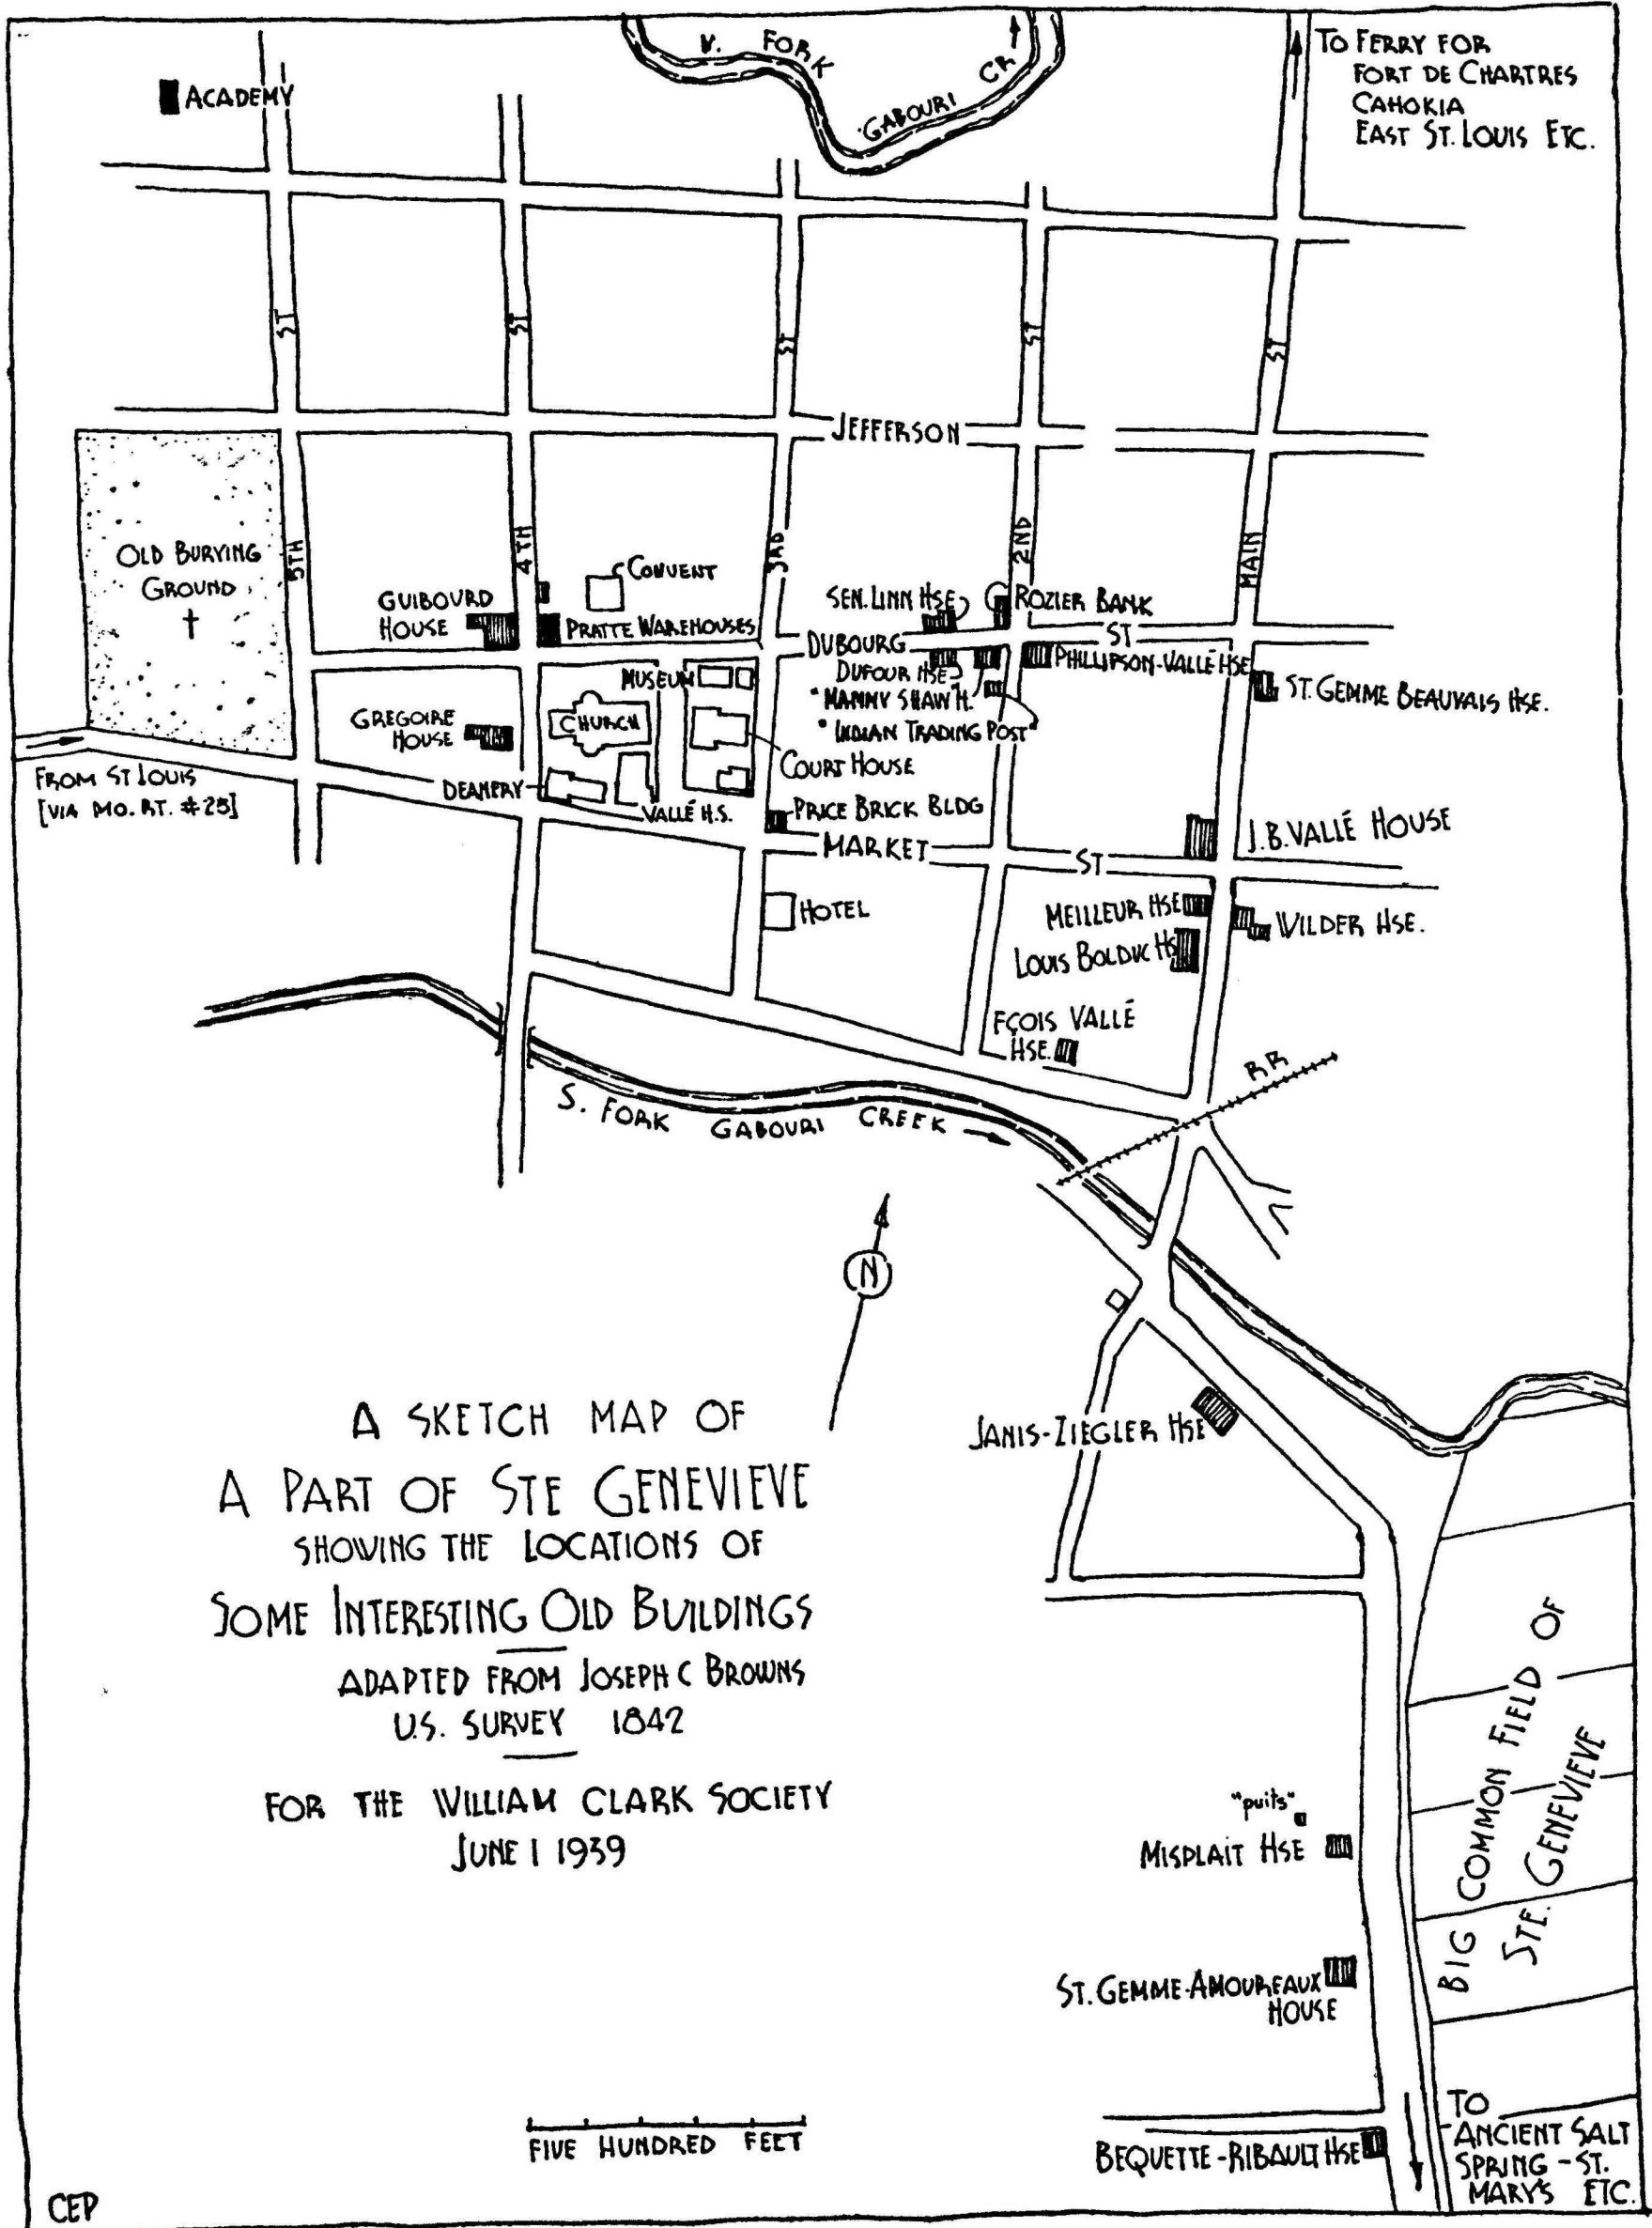 V. FORK
GABOURI CR
TO FERRY FOR
FORT DE CHARTRES
CAHOKIA
EAST ST. LOUIS ETC.
ACADEMY
ST
ST
ST
ST
ST
JEFFERSON
5TH
4TH
3RD
2ND
MAIN
OLD BURYING
GROUND
CONVENT
GUIBOURD
HOUSE
PRATTE WAREHOUSES
SEN. LINN HSE
ROZIER BANK
DUBOURG
ST
DUFOUR HSE
PHILLIPSON-VALLÉ HSE
MUSEUM
"MAMMY SHAW" H.
ST. GEMME BEAUVAIS HSE.
"INDIAN TRADING POST"
GREGOIRE
HOUSE
CHURCH
COURT HOUSE
FROM ST LOUIS
[VIA MO. RT. #25]
DEANERY
VALLÉ H.S.
PRICE BRICK BLDG
J.B. VALLÉ HOUSE
MARKET
ST
HOTEL
MEILLEUR HSE
WILDER HSE.
LOUIS BOLDUC HS
FÇOIS VALLÉ
HSE.
RR
S. FORK GABOURI CREEK
N
JANIS-ZIEGLER HSE
A SKETCH MAP OF
A PART OF STE GENEVIEVE
SHOWING THE LOCATIONS OF
SOME INTERESTING OLD BUILDINGS
ADAPTED FROM JOSEPH C BROWNS
U.S. SURVEY 1842
FOR THE WILLIAM CLARK SOCIETY
JUNE 1 1939
BIG COMMON FIELD OF
STE. GENEVIEVE
"puits"
MISPLAIT HSE
ST. GEMME-AMOUREAUX
HOUSE
FIVE HUNDRED FEET
BEQUETTE-RIBAULT HSE
TO
ANCIENT SALT
SPRING - ST.
MARY'S ETC.
CEP